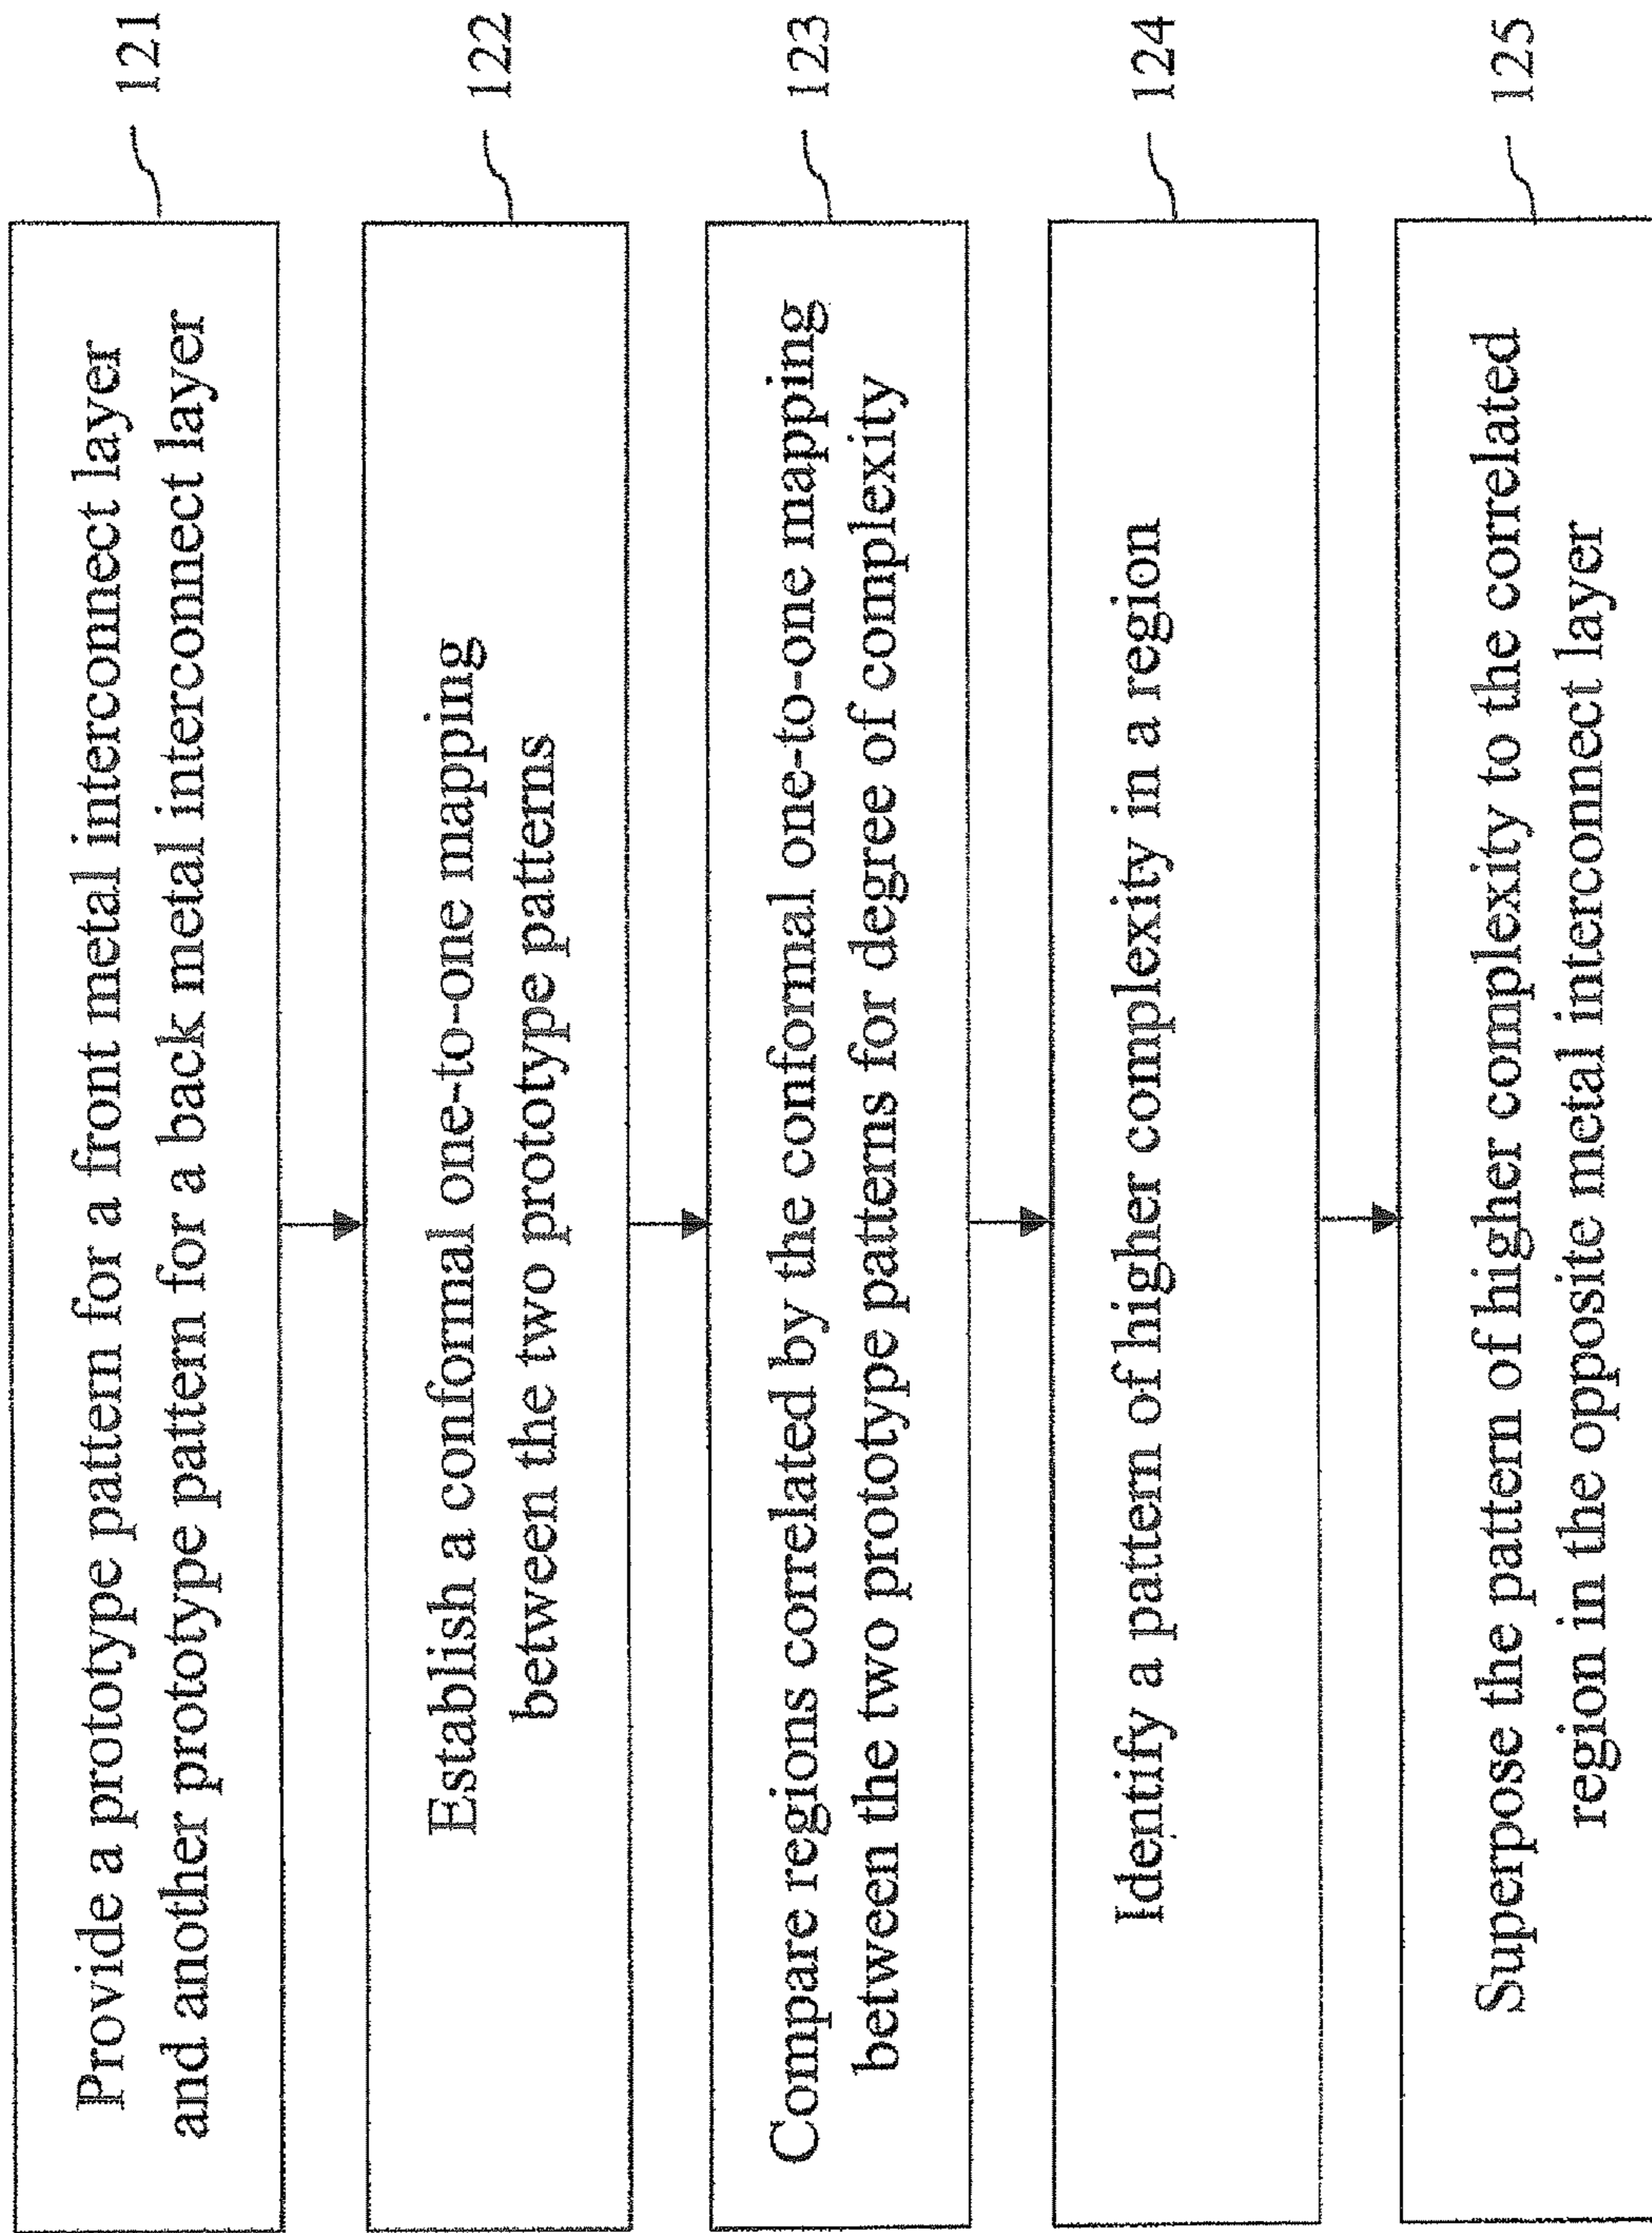 Provide a prototype pattern for a front metal interconnect layer
and another prototype pattern for a back metal interconnect layer
121
Establish a conformal one-to-one mapping
between the two prototype patterns
122
Compare regions correlated by the conformal one-to-one mapping
between the two prototype patterns for degree of complexity
123
Identify a pattern of higher complexity in a region
124
Superpose the pattern of higher complexity to the correlated
region in the opposite metal interconnect layer
125